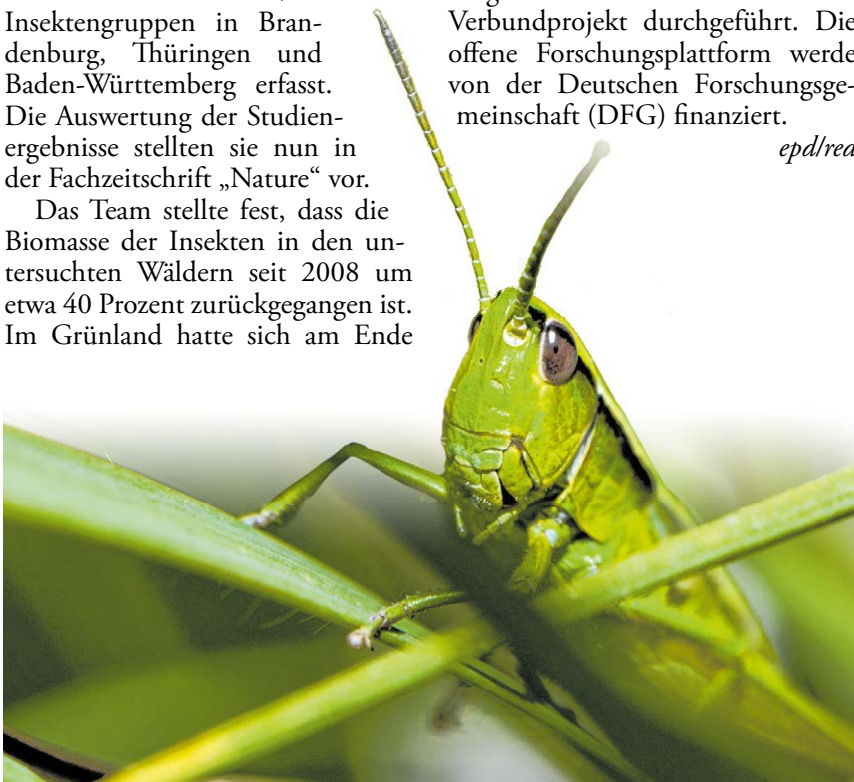 Insektengruppen in Bran-
denburg, Thüringen und
Baden-Württemberg erfasst.
Die Auswertung der Studien-
ergebnisse stellten sie nun in
der Fachzeitschrift „Nature“ vor.
Das Team stellte fest, dass die
Biomasse der Insekten in den un-
tersuchten Wäldern seit 2008 um
etwa 40 Prozent zurückgegangen ist.
Im Grünland hatte sich am Ende
Verbundprojekt durchgeführt. Die
offene Forschungsplattform werde
von der Deutschen Forschungsge-
meinschaft (DFG) finanziert.
epd/red